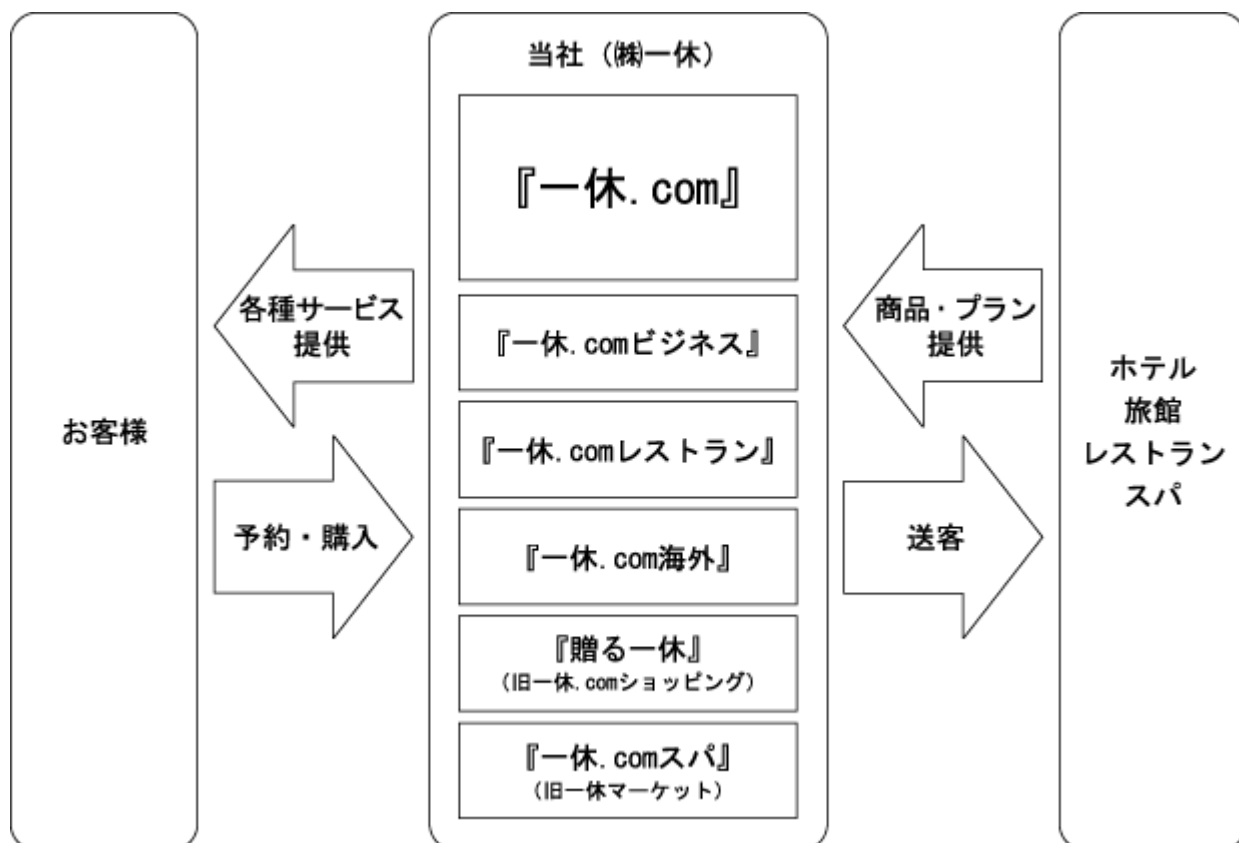 お客様
各種サービス
提供
予約・購入
当社（㈱一休）
『一休.com』
『一休.comビジネス』
『一休.comレストラン』
『一休.com海外』
『贈る一休』
（旧一休.comショッピング）
『一休.comスパ』
（旧一休マーケット）
商品・プラン
提供
送客
ホテル
旅館
レストラン
スパ